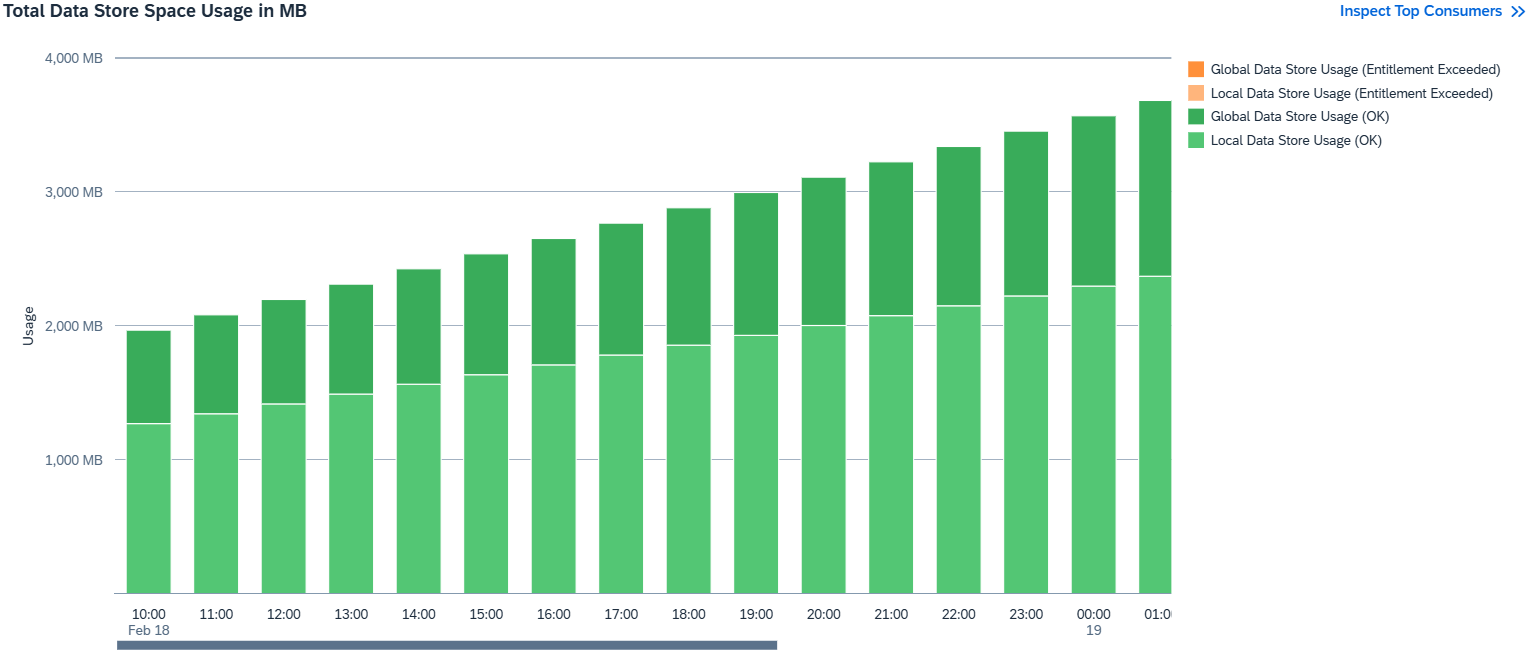 Total Data Store Space Usage in MB
Inspect Top Consumers
4,000 MB
3,000 MB
2,000 MB
1,000 MB
Usage
Global Data Store Usage (Entitlement Exceeded)
Local Data Store Usage (Entitlement Exceeded)
Global Data Store Usage (OK)
Local Data Store Usage (OK)
10:00 11:00 12:00 13:00 14:00 15:00 16:00 17:00 18:00 19:00 20:00 21:00 22:00 23:00 00:00 01:0
Feb 18 19